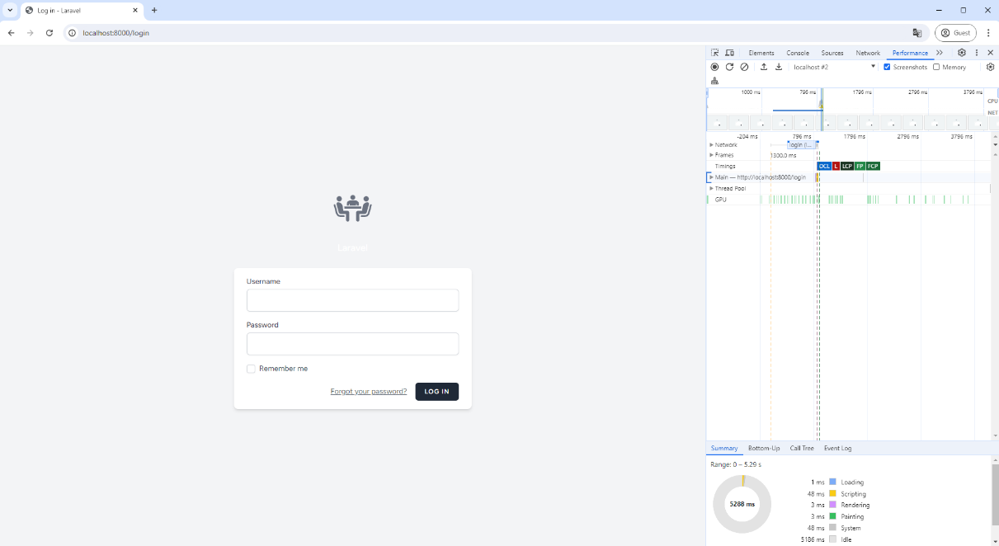 Log in - Laravel
localhost:8000/login
Guest
Elements Console Sources Network Performance
localhost #2 Screenshots Memory
1000 ms 796 ms 1796 ms 2796 ms 3796 ms
CPU
NET
-204 ms 796 ms 1796 ms 2796 ms 3796 ms
Network login (l...
Frames 1300.0 ms
Timings DCL L LCP FP FCP
Main — http://localhost:8000/login
Thread Pool
GPU
Laravel
Username
Password
Remember me
Forgot your password? LOG IN
Summary Bottom-Up Call Tree Event Log
Range: 0 – 5.29 s
5288 ms
1 ms Loading
48 ms Scripting
3 ms Rendering
3 ms Painting
48 ms System
5186 ms Idle